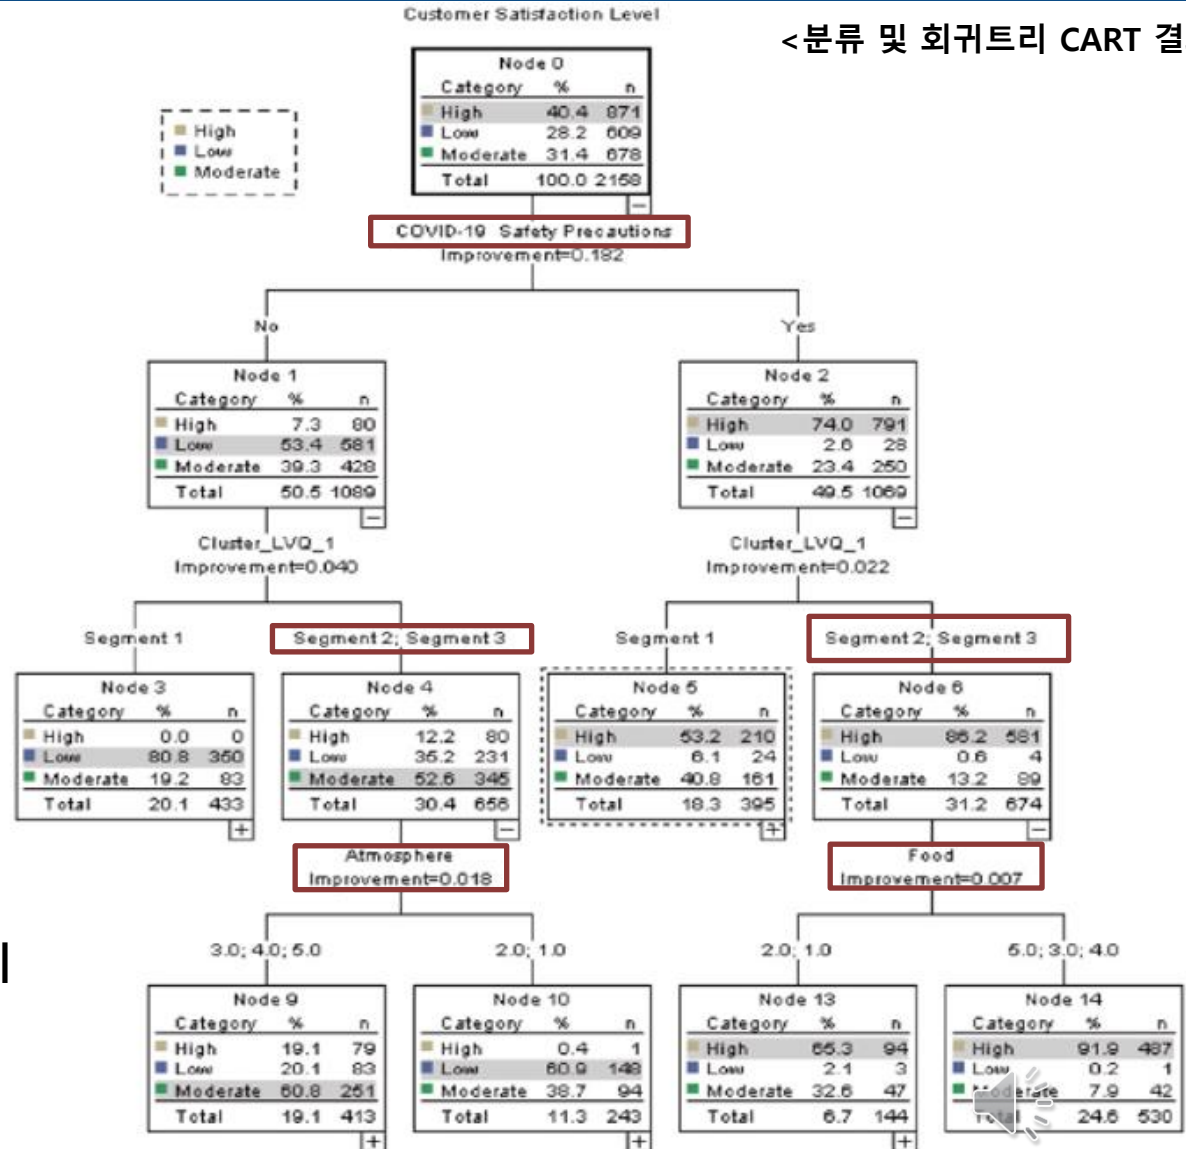 Customer Satisfaction Level
<분류 및 회귀트리 CART 결
Node 0
Category % n
High 40.4 871
Low 28.2 609
Moderate 31.4 678
Total 100.0 2158
High
Low
Moderate
COVID-19 Safety Precautions
Improvement=0.182
No
Yes
Node 1
Category % n
High 7.3 80
Low 53.4 581
Moderate 39.3 428
Total 50.5 1089
Node 2
Category % n
High 74.0 791
Low 2.6 28
Moderate 23.4 250
Total 49.5 1069
Cluster_LVQ_1
Improvement=0.040
Cluster_LVQ_1
Improvement=0.022
Segment 1
Segment 2; Segment 3
Segment 1
Segment 2; Segment 3
Node 3
Category % n
High 0.0 0
Low 80.8 350
Moderate 19.2 83
Total 20.1 433
Node 4
Category % n
High 12.2 80
Low 35.2 231
Moderate 52.6 345
Total 30.4 656
Node 5
Category % n
High 53.2 210
Low 6.1 24
Moderate 40.8 161
Total 18.3 395
Node 6
Category % n
High 86.2 581
Low 0.6 4
Moderate 13.2 89
Total 31.2 674
Atmosphere
Improvement=0.018
Food
Improvement=0.007
3.0; 4.0; 5.0
2.0; 1.0
2.0; 1.0
5.0; 3.0; 4.0
Node 9
Category % n
High 19.1 79
Low 20.1 83
Moderate 60.8 251
Total 19.1 413
Node 10
Category % n
High 0.4 1
Low 60.9 148
Moderate 38.7 94
Total 11.3 243
Node 13
Category % n
High 65.3 94
Low 2.1 3
Moderate 32.6 47
Total 6.7 144
Node 14
Category % n
High 91.9 487
Low 0.2 1
Moderate 7.9 42
Total 24.6 530